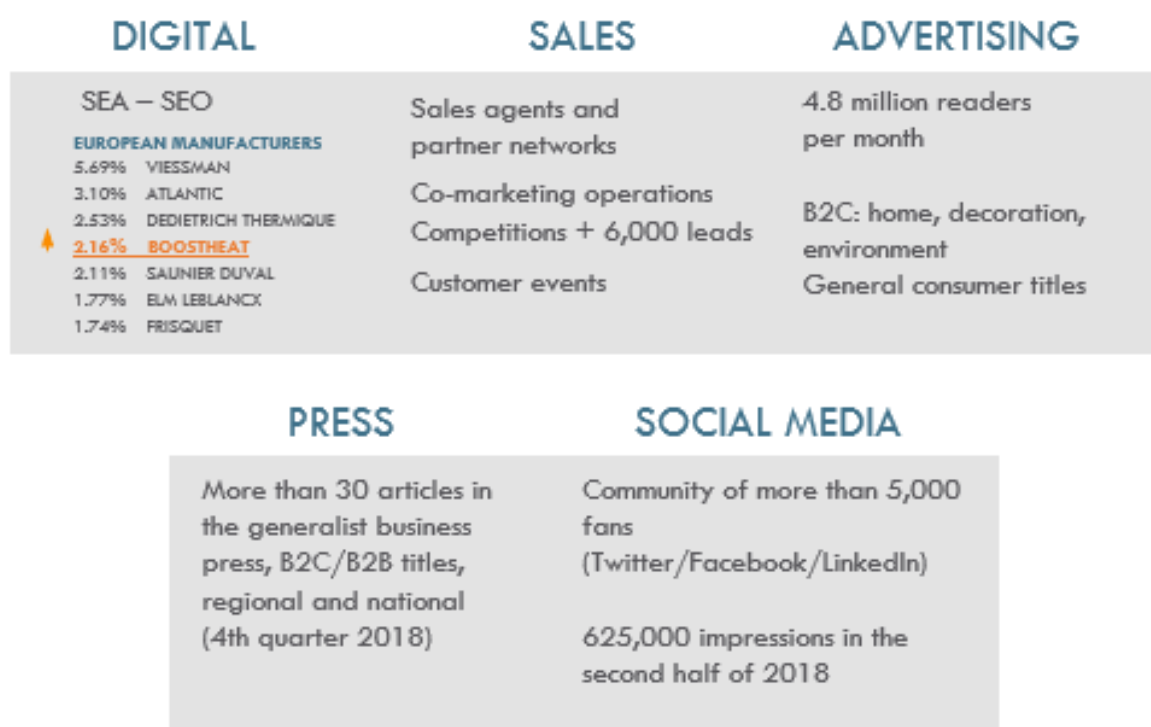 DIGITAL
SEA – SEO
EUROPEAN MANUFACTURERS
5.69% VIESSMAN
3.10% ATLANTIC
2.53% DEDIETRICH THERMIQUE
2.16% BOOSTHEAT
2.11% SAUNIER DUVAL
1.77% ELM LEBLANCX
1.74% FRISQUET
SALES
Sales agents and
partner networks
Co-marketing operations
Competitions + 6,000 leads
Customer events
ADVERTISING
4.8 million readers
per month
B2C: home, decoration,
environment
General consumer titles
PRESS
More than 30 articles in
the generalist business
press, B2C/B2B titles,
regional and national
(4th quarter 2018)
SOCIAL MEDIA
Community of more than 5,000
fans
(Twitter/Facebook/LinkedIn)
625,000 impressions in the
second half of 2018